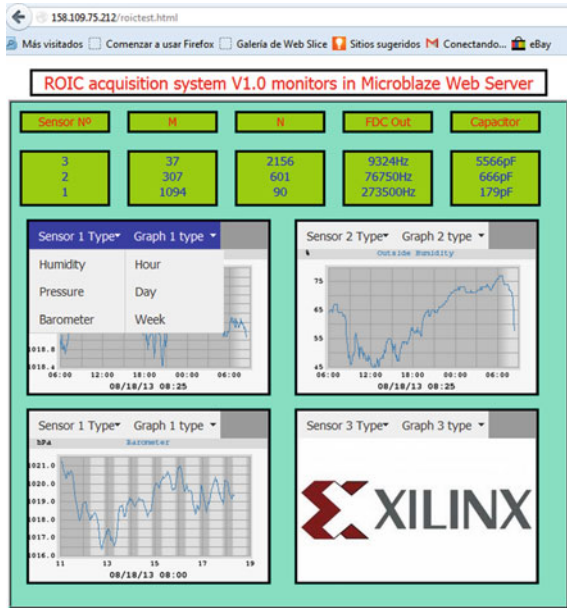 158.109.75.212/roictest.html
Más visitados Comenzar a usar Firefox Galería de Web Slice Sitios sugeridos Conectando... eBay
ROIC acquisition system V1.0 monitors in Microblaze Web Server
Sensor Nº M N FDC Out Capacitor
3 37 2156 9324Hz 5566pF
2 307 601 76750Hz 666pF
1 1094 90 273500Hz 179pF
Sensor 1 Type Graph 1 type
Humidity Hour
Pressure Day
Barometer Week
1018.8
1018.4
06:00 12:00 18:00 00:00 06:00
08/18/13 08:25
Sensor 2 Type Graph 2 type
% Outside Humidity
75
65
55
45
06:00 12:00 18:00 00:00 06:00
08/18/13 08:25
Sensor 1 Type Graph 1 type
hPa Barometer
1021.0
1020.0
1019.0
1018.0
1017.0
1016.0
11 13 15 17 19
08/18/13 08:00
Sensor 3 Type Graph 3 type
XILINX